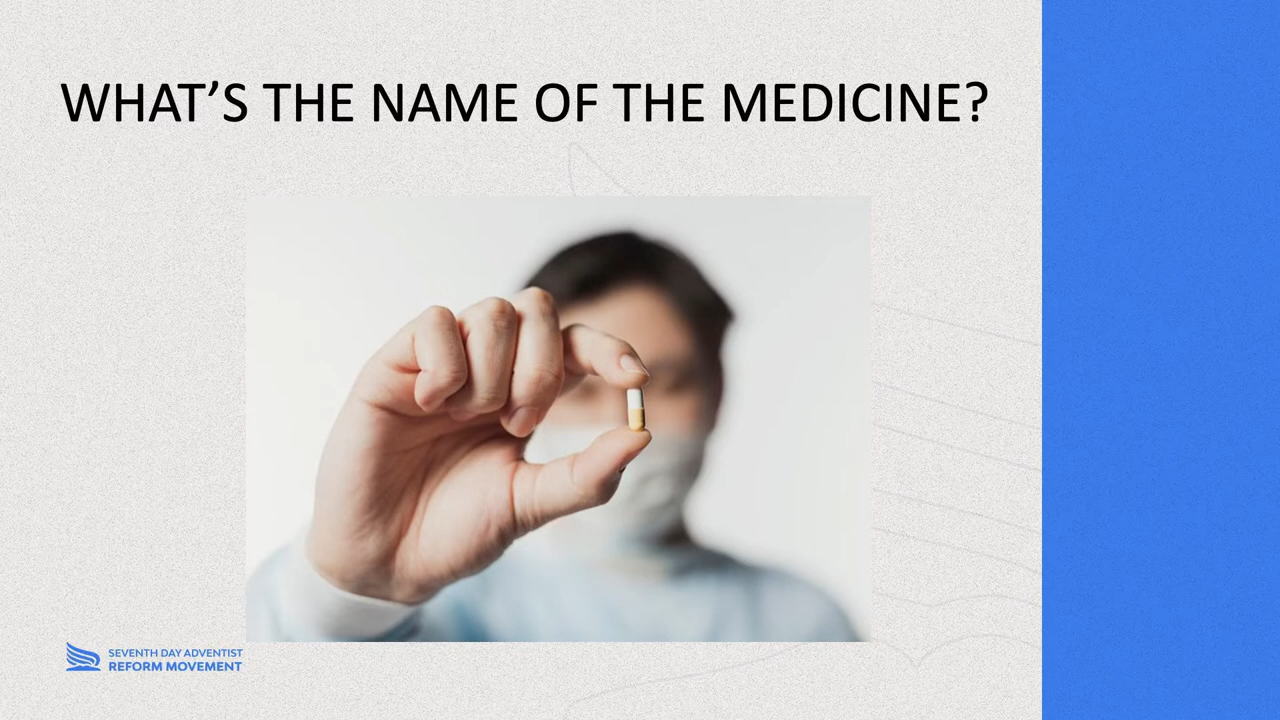 WHAT’S THE NAME OF THE MEDICINE?
SEVENTH DAY ADVENTIST
REFORM MOVEMENT